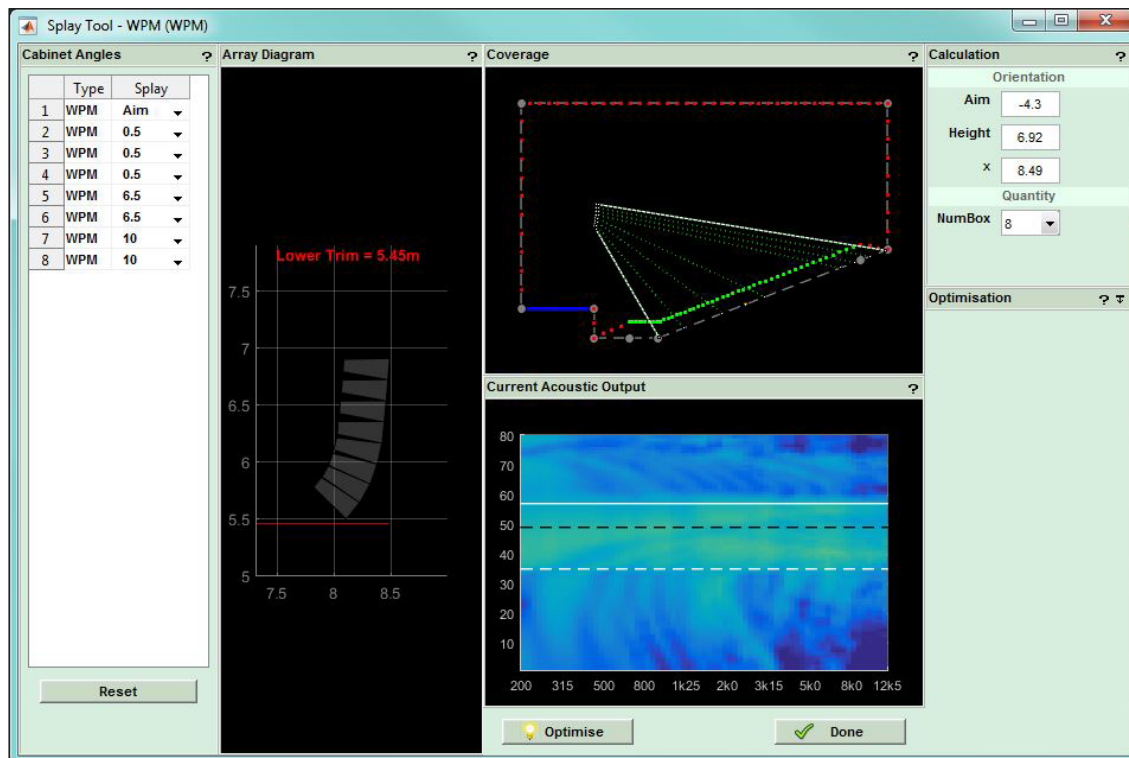 Splay Tool - WPM (WPM)
Cabinet Angles ?
Type Splay
1 WPM Aim
2 WPM 0.5
3 WPM 0.5
4 WPM 0.5
5 WPM 6.5
6 WPM 6.5
7 WPM 10
8 WPM 10
Reset
Array Diagram ?
Lower Trim = 5.45m
7.5
7
6.5
6
5.5
5
7.5 8 8.5
Coverage ?
Current Acoustic Output ?
80
70
60
50
40
30
20
10
200 315 500 800 1k25 2k0 3k15 5k0 8k0 12k5
Optimise
Done
Calculation ?
Orientation
Aim -4.3
Height 6.92
x 8.49
Quantity
NumBox 8
Optimisation ?